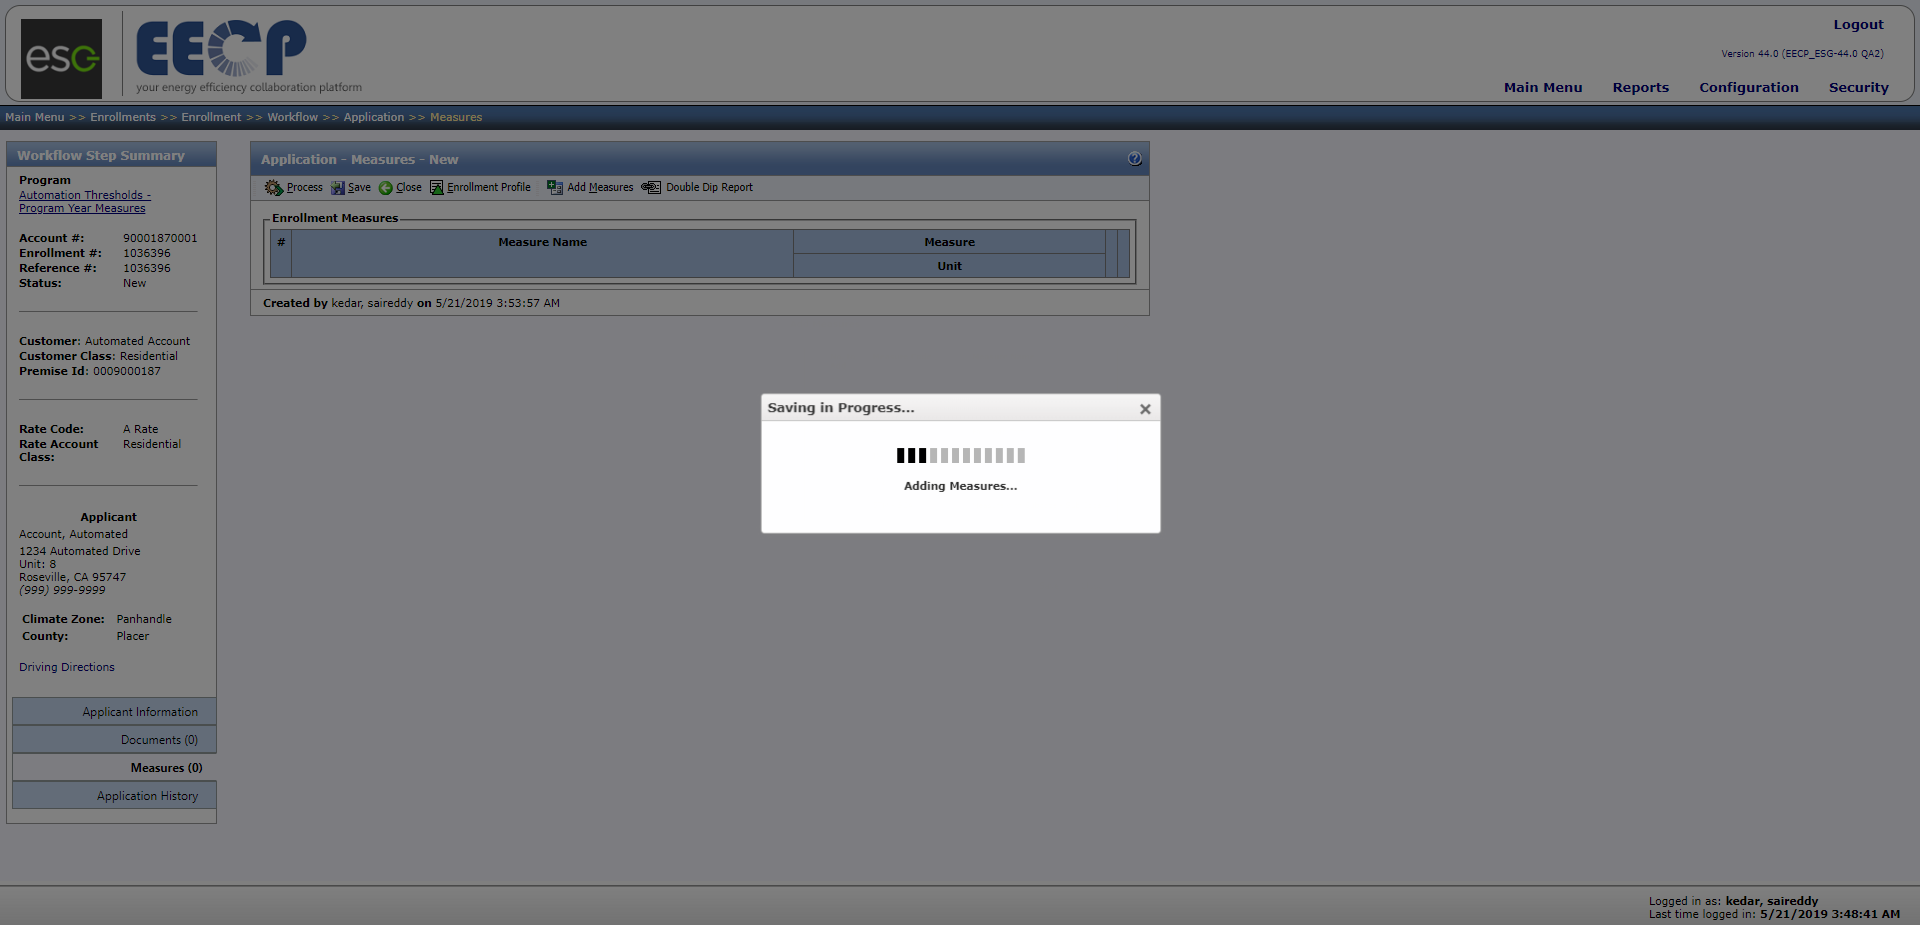 esc
EECP
your energy efficiency collaboration platform
Logout
Version 44.0 (EECP_ESG-44.0 QA2)
Main Menu Reports Configuration Security
Main Menu >> Enrollments >> Enrollment >> Workflow >> Application >> Measures
Workflow Step Summary
Program
Automation Thresholds -
Program Year Measures
Account #: 90001870001
Enrollment #: 1036396
Reference #: 1036396
Status: New
Customer: Automated Account
Customer Class: Residential
Premise Id: 0009000187
Rate Code: A Rate
Rate Account Residential
Class:
Applicant
Account, Automated
1234 Automated Drive
Unit: 8
Roseville, CA 95747
(999) 999-9999
Climate Zone: Panhandle
County: Placer
Driving Directions
Applicant Information
Documents (0)
Measures (0)
Application History
Application - Measures - New
?
Process Save Close Enrollment Profile Add Measures Double Dip Report
Enrollment Measures
# Measure Name Measure
Unit
Created by kedar, saireddy on 5/21/2019 3:53:57 AM
Saving in Progress...
Adding Measures...
Logged in as: kedar, saireddy
Last time logged in: 5/21/2019 3:48:41 AM